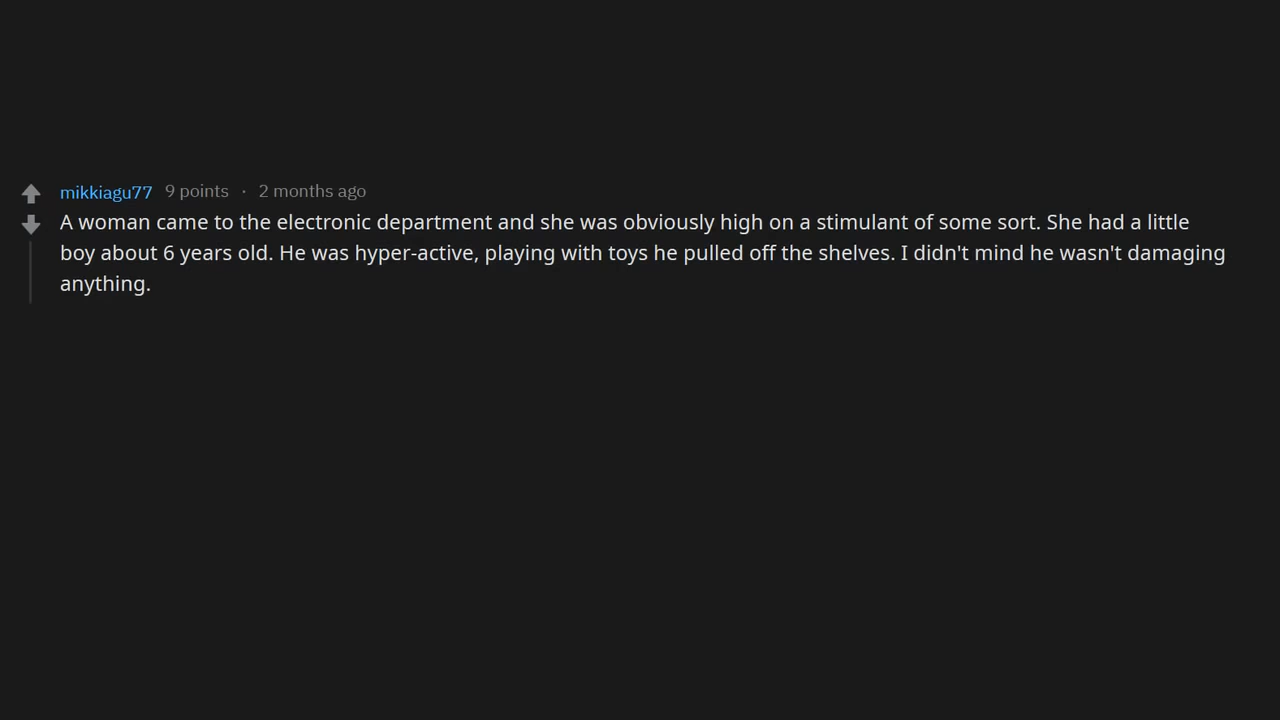 mikkiagu77 9 points · 2 months ago
A woman came to the electronic department and she was obviously high on a stimulant of some sort. She had a little
boy about 6 years old. He was hyper-active, playing with toys he pulled off the shelves. I didn't mind he wasn't damaging
anything.